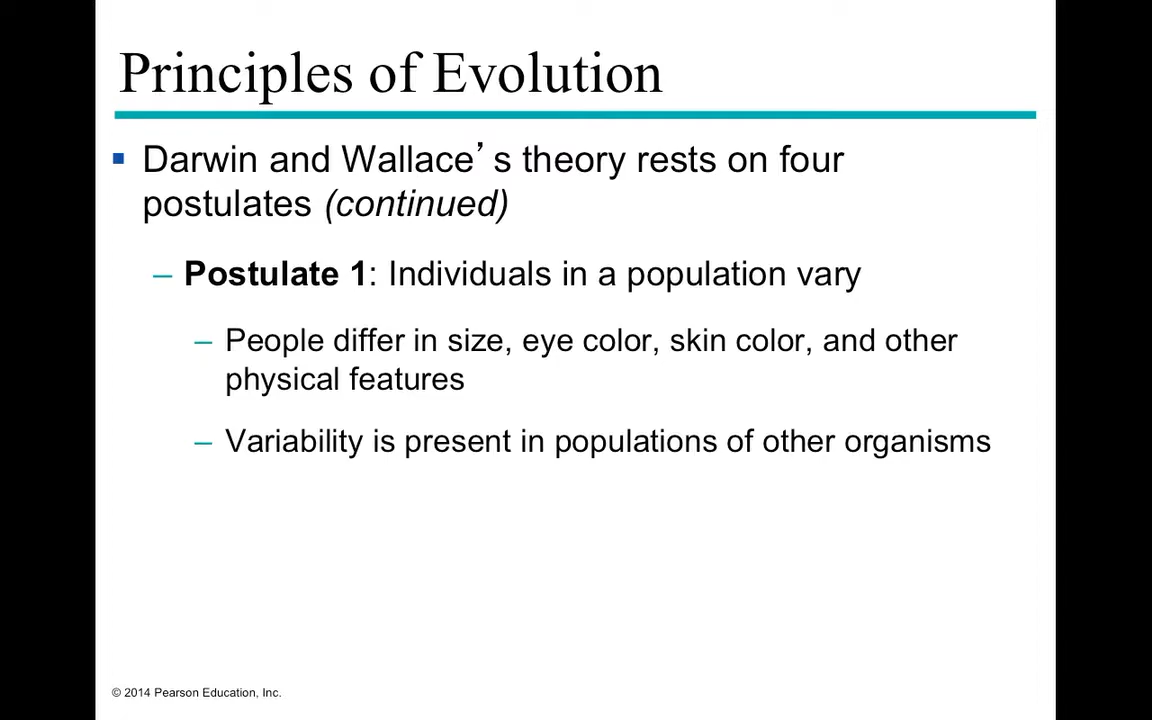 Principles of Evolution
▪ Darwin and Wallace’s theory rests on four
postulates (continued)
– Postulate 1: Individuals in a population vary
– People differ in size, eye color, skin color, and other
physical features
– Variability is present in populations of other organisms
© 2014 Pearson Education, Inc.